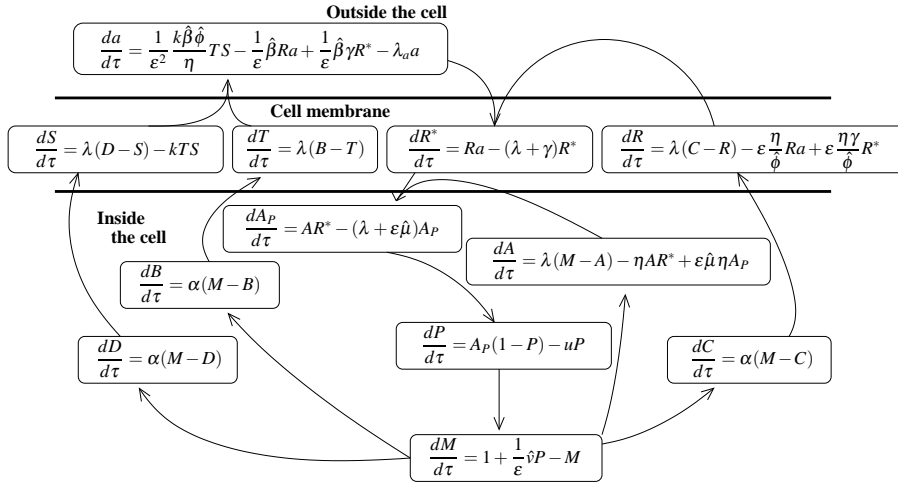 Outside the cell
da/dτ = (1/ε²)(kβ̂φ̂/η)TS − (1/ε)β̂Ra + (1/ε)β̂γR* − λₐa
Cell membrane
dS/dτ = λ(D−S) − kTS
dT/dτ = λ(B−T)
dR*/dτ = Ra − (λ+γ)R*
dR/dτ = λ(C−R) − ε(η/φ̂)Ra + ε(ηγ/φ̂)R*
Inside
the cell
dA_P/dτ = AR* − (λ+εμ̂)A_P
dA/dτ = λ(M−A) − ηAR* + εμ̂ηA_P
dB/dτ = α(M−B)
dP/dτ = A_P(1−P) − uP
dD/dτ = α(M−D)
dC/dτ = α(M−C)
dM/dτ = 1 + (1/ε)v̂P − M